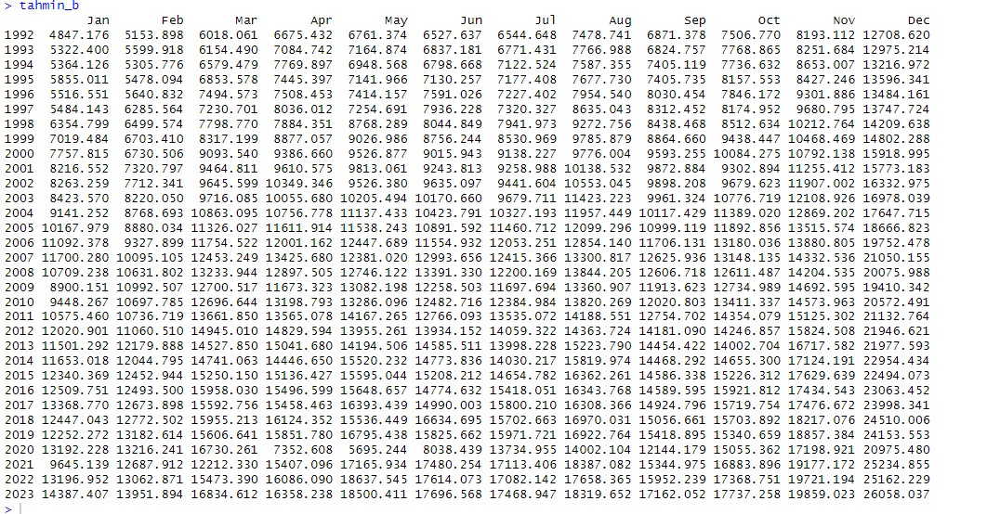 > tahmin_b
Jan Feb Mar Apr May Jun Jul Aug Sep Oct Nov Dec
1992 4847.176 5153.898 6018.061 6675.432 6761.374 6527.637 6544.648 7478.741 6871.378 7506.770 8193.112 12708.620
1993 5322.400 5599.918 6154.490 7084.742 7164.874 6837.181 6771.431 7766.988 6824.757 7768.865 8251.684 12975.214
1994 5364.126 5305.776 6579.479 7769.897 6948.568 6798.668 7122.524 7587.355 7405.119 7736.632 8653.007 13216.972
1995 5855.011 5478.094 6853.578 7445.397 7141.966 7130.257 7177.408 7677.730 7405.735 8157.553 8427.246 13596.341
1996 5516.551 5640.832 7494.573 7508.453 7414.157 7591.026 7227.402 7954.540 8030.454 7846.172 9301.886 13484.161
1997 5484.143 6285.564 7230.701 8036.012 7254.691 7936.228 7320.327 8635.043 8312.452 8174.952 9680.795 13747.724
1998 6354.799 6499.574 7798.770 7884.351 8768.289 8044.849 7941.973 9272.756 8438.468 8512.634 10212.764 14209.638
1999 7019.484 6703.410 8317.199 8877.057 9026.986 8756.244 8530.969 9785.879 8864.660 9438.447 10468.469 14802.288
2000 7757.815 6730.506 9093.540 9386.660 9526.877 9015.943 9138.227 9776.004 9593.255 10084.275 10792.138 15918.995
2001 8216.552 7320.797 9464.811 9610.575 9813.061 9243.813 9258.988 10138.532 9872.884 9302.894 11255.412 15773.183
2002 8263.259 7712.341 9645.599 10349.346 9526.380 9635.097 9441.604 10553.045 9898.208 9679.623 11907.002 16332.975
2003 8423.570 8220.050 9716.085 10055.680 10205.494 10170.660 9679.711 11423.223 9961.324 10776.719 12108.926 16978.039
2004 9141.252 8768.693 10863.095 10756.778 11137.433 10423.791 10327.193 11957.449 10117.429 11389.020 12869.202 17647.715
2005 10167.979 8880.034 11326.027 11611.914 11538.243 10891.592 11460.712 12099.296 10999.119 11892.856 13515.574 18666.823
2006 11092.378 9327.899 11754.522 12001.162 12447.689 11554.932 12053.251 12854.140 11706.131 13180.036 13880.805 19752.478
2007 11700.280 10095.105 12453.249 13425.680 12381.020 12993.656 12415.366 13300.817 12625.936 13148.135 14332.536 21050.155
2008 10709.238 10631.802 13233.944 12897.505 12746.122 13391.330 12200.169 13844.205 12606.718 12611.487 14204.535 20075.988
2009 8900.151 10992.507 12700.517 11673.323 13082.198 12258.503 11697.694 13360.907 11913.623 12734.989 14692.595 19410.342
2010 9448.267 10697.785 12696.644 13198.793 13286.096 12482.716 12384.984 13820.269 12020.803 13411.337 14573.963 20572.491
2011 10575.460 10736.719 13661.850 13565.078 14167.265 12766.093 13535.072 14188.551 12754.702 14354.079 15125.302 21132.764
2012 12020.901 11060.510 14945.010 14829.594 13955.261 13934.152 14059.322 14363.724 14181.090 14246.857 15824.508 21946.621
2013 11501.292 12179.888 14527.850 15041.680 14194.506 14585.511 13998.228 15223.790 14454.422 14002.704 16717.582 21977.593
2014 11653.018 12044.795 14741.063 14446.650 15520.232 14773.836 14030.217 15819.974 14468.292 14655.300 17124.191 22954.434
2015 12340.369 12452.944 15250.150 15136.427 15595.044 15208.212 14654.782 16362.261 14586.338 15226.312 17629.639 22494.073
2016 12509.751 12493.500 15958.030 15496.599 15648.657 14774.632 15418.051 16343.768 14589.595 15921.812 17434.543 23063.452
2017 13368.770 12673.898 15592.756 15458.463 16393.439 14990.003 15800.210 16308.366 14924.796 15719.754 17476.672 23998.341
2018 12447.043 12772.502 15955.213 16124.352 15536.449 16634.695 15702.663 16970.031 15056.661 15703.892 18217.076 24510.006
2019 12252.272 13182.614 15606.641 15851.780 16795.438 15825.662 15971.721 16922.764 15418.895 15340.659 18857.384 24153.553
2020 13192.228 13216.241 16730.261 7352.608 5695.244 8038.439 13734.955 14002.104 12144.179 15055.362 17198.921 20975.480
2021 9645.139 12687.912 12212.330 15407.096 17165.934 17480.254 17113.406 18387.082 15344.975 16883.896 19177.172 25234.855
2022 13196.952 13062.871 15473.390 16086.090 18637.545 17614.073 17082.142 17658.365 15952.239 17368.751 19721.194 25162.229
2023 14387.407 13951.894 16834.612 16358.238 18500.411 17696.568 17468.947 18319.652 17162.052 17737.258 19859.023 26058.037
>